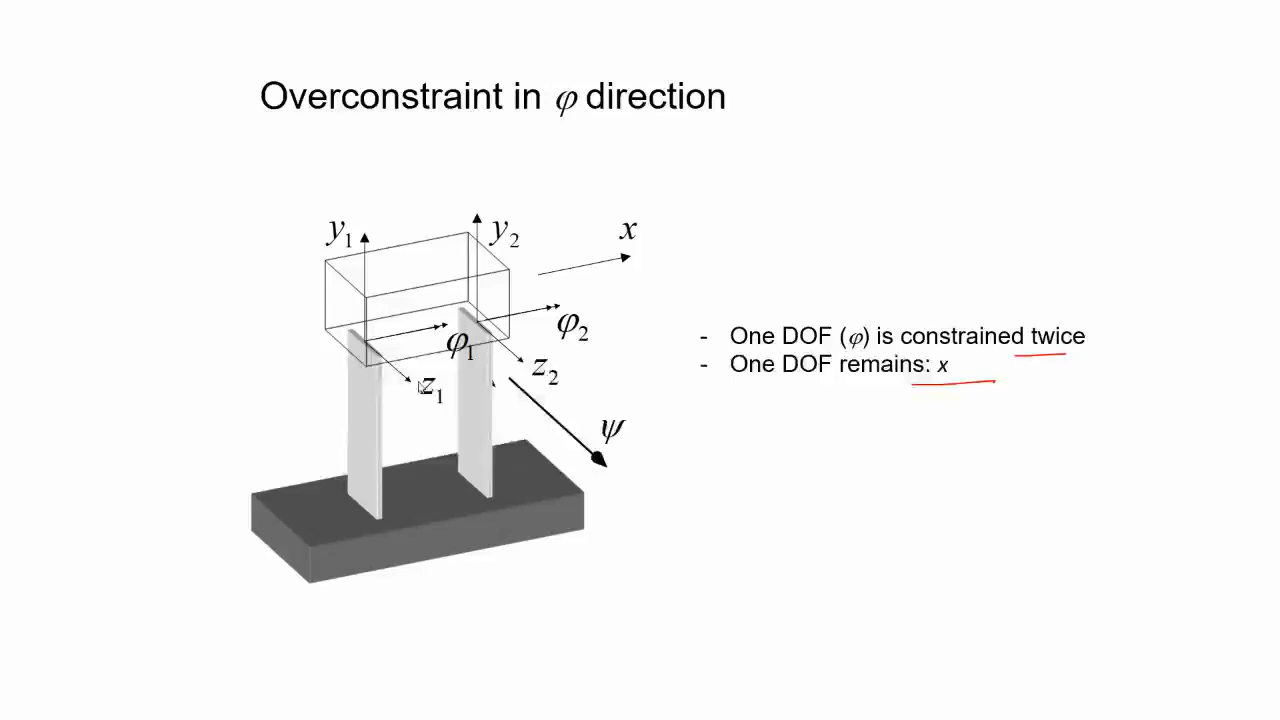 Overconstraint in φ direction
y₁
y₂
x
φ₁
φ₂
z₁
z₂
ψ
- One DOF (φ) is constrained twice
- One DOF remains: x